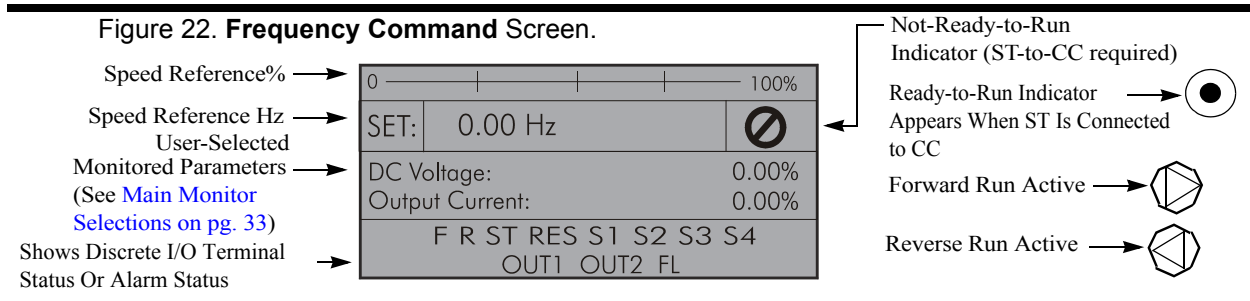 Figure 22. Frequency Command Screen.
Speed Reference%
Speed Reference Hz
User-Selected
Monitored Parameters
(See Main Monitor
Selections on pg. 33)
Shows Discrete I/O Terminal
Status Or Alarm Status
0 100%
SET: 0.00 Hz
DC Voltage: 0.00%
Output Current: 0.00%
F R ST RES S1 S2 S3 S4
OUT1 OUT2 FL
Not-Ready-to-Run
Indicator (ST-to-CC required)
Ready-to-Run Indicator
Appears When ST Is Connected
to CC
Forward Run Active
Reverse Run Active